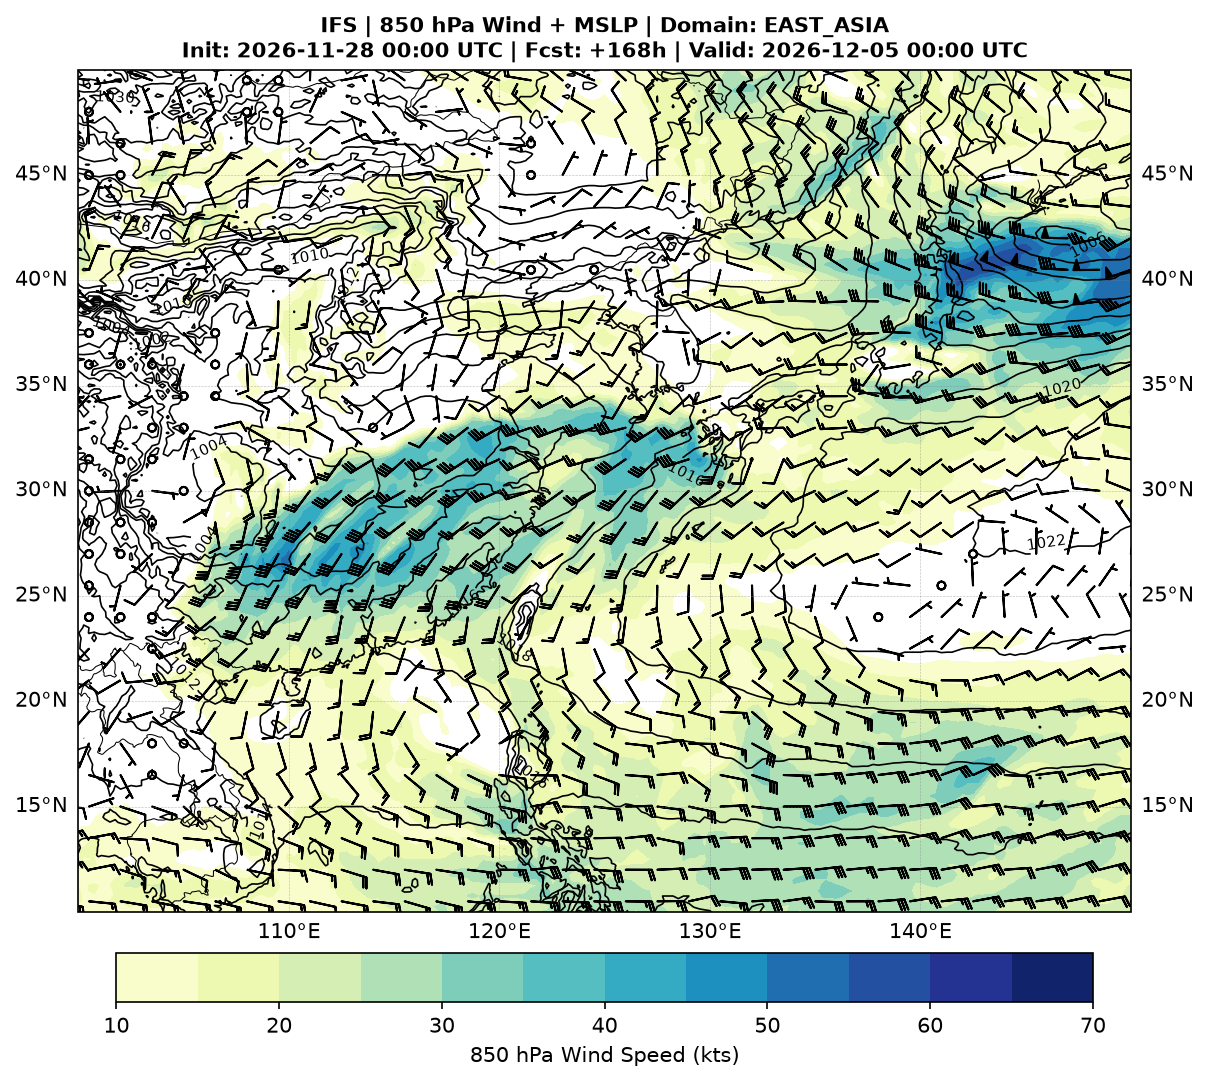 IFS | 850 hPa Wind + MSLP | Domain: EAST_ASIA
Init: 2026-11-28 00:00 UTC | Fcst: +168h | Valid: 2026-12-05 00:00 UTC
45°N
45°N
40°N
40°N
35°N
35°N
30°N
30°N
25°N
25°N
20°N
20°N
15°N
15°N
1010
1006
1020
1004
1016
1022
110°E
120°E
130°E
140°E
10
20
30
40
50
60
70
850 hPa Wind Speed (kts)